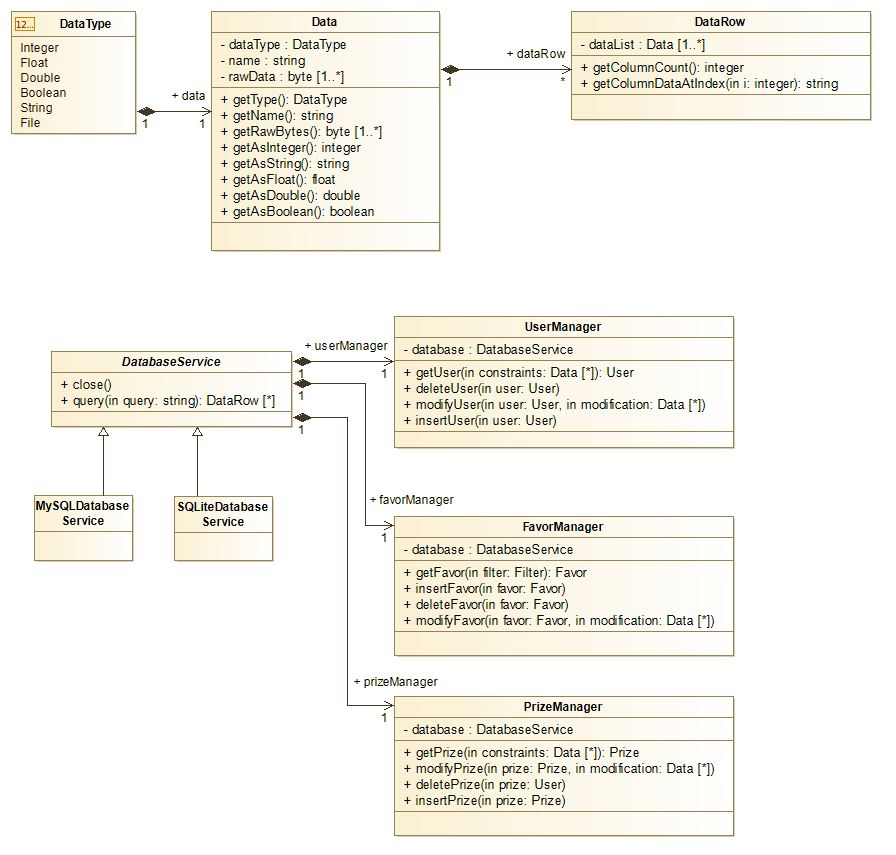 12...
DataType
Integer
Float
Double
Boolean
String
File
+ data
1
1
Data
- dataType : DataType
- name : string
- rawData : byte [1..*]
+ getType(): DataType
+ getName(): string
+ getRawBytes(): byte [1..*]
+ getAsInteger(): integer
+ getAsString(): string
+ getAsFloat(): float
+ getAsDouble(): double
+ getAsBoolean(): boolean
+ dataRow
1
*
DataRow
- dataList : Data [1..*]
+ getColumnCount(): integer
+ getColumnDataAtIndex(in i: integer): string
DatabaseService
+ close()
+ query(in query: string): DataRow [*]
MySQLDatabase
Service
SQLiteDatabase
Service
+ userManager
1
1
UserManager
- database : DatabaseService
+ getUser(in constraints: Data [*]): User
+ deleteUser(in user: User)
+ modifyUser(in user: User, in modification: Data [*])
+ insertUser(in user: User)
1
+ favorManager
1
FavorManager
- database : DatabaseService
+ getFavor(in filter: Filter): Favor
+ insertFavor(in favor: Favor)
+ deleteFavor(in favor: Favor)
+ modifyFavor(in favor: Favor, in modification: Data [*])
1
+ prizeManager
1
PrizeManager
- database : DatabaseService
+ getPrize(in constraints: Data [*]): Prize
+ modifyPrize(in prize: Prize, in modification: Data [*])
+ deletePrize(in prize: User)
+ insertPrize(in prize: Prize)